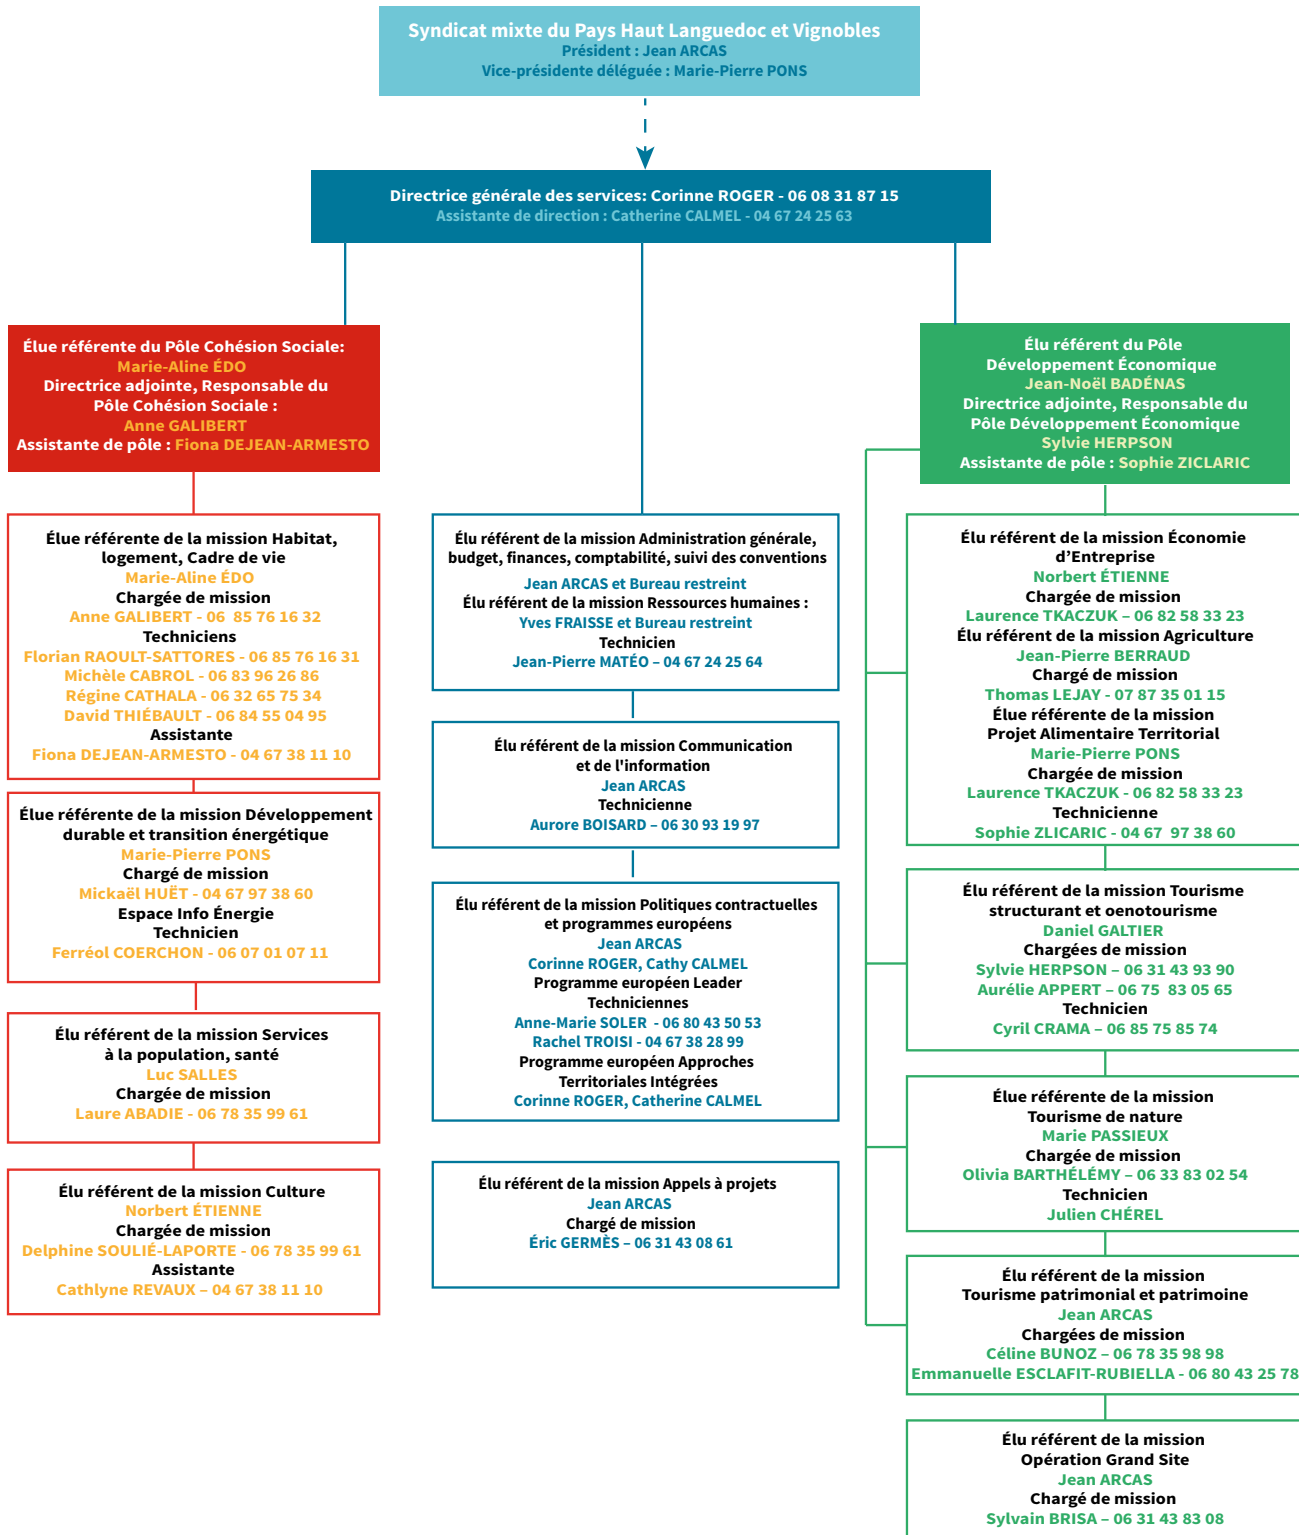 Syndicat mixte du Pays Haut Languedoc et Vignobles
Président : Jean ARCAS
Vice-présidente déléguée : Marie-Pierre PONS
Directrice générale des services: Corinne ROGER - 06 08 31 87 15
Assistante de direction : Catherine CALMEL - 04 67 24 25 63
Élue référente du Pôle Cohésion Sociale:
Marie-Aline ÉDO
Directrice adjointe, Responsable du
Pôle Cohésion Sociale :
Anne GALIBERT
Assistante de pôle : Fiona DEJEAN-ARMESTO
Élue référente de la mission Habitat,
logement, Cadre de vie
Marie-Aline ÉDO
Chargée de mission
Anne GALIBERT - 06 85 76 16 32
Techniciens
Florian RAOULT-SATTORES - 06 85 76 16 31
Michèle CABROL - 06 83 96 26 86
Régine CATHALA - 06 32 65 75 34
David THIÉBAULT - 06 84 55 04 95
Assistante
Fiona DEJEAN-ARMESTO - 04 67 38 11 10
Élue référente de la mission Développement
durable et transition énergétique
Marie-Pierre PONS
Chargé de mission
Mickaël HUËT - 04 67 97 38 60
Espace Info Énergie
Technicien
Ferréol COERCHON - 06 07 01 07 11
Élu référent de la mission Services
à la population, santé
Luc SALLES
Chargée de mission
Laure ABADIE - 06 78 35 99 61
Élu référent de la mission Culture
Norbert ÉTIENNE
Chargée de mission
Delphine SOULIÉ-LAPORTE - 06 78 35 99 61
Assistante
Cathlyne REVAUX – 04 67 38 11 10
Élu référent de la mission Administration générale,
budget, finances, comptabilité, suivi des conventions
Jean ARCAS et Bureau restreint
Élu référent de la mission Ressources humaines :
Yves FRAISSE et Bureau restreint
Technicien
Jean-Pierre MATÉO – 04 67 24 25 64
Élu référent de la mission Communication
et de l'information
Jean ARCAS
Technicienne
Aurore BOISARD – 06 30 93 19 97
Élu référent de la mission Politiques contractuelles
et programmes européens
Jean ARCAS
Corinne ROGER, Cathy CALMEL
Programme européen Leader
Techniciennes
Anne-Marie SOLER - 06 80 43 50 53
Rachel TROISI - 04 67 38 28 99
Programme européen Approches
Territoriales Intégrées
Corinne ROGER, Catherine CALMEL
Élu référent de la mission Appels à projets
Jean ARCAS
Chargé de mission
Éric GERMÈS – 06 31 43 08 61
Élu référent du Pôle
Développement Économique
Jean-Noël BADÉNAS
Directrice adjointe, Responsable du
Pôle Développement Économique
Sylvie HERPSON
Assistante de pôle : Sophie ZICLARIC
Élu référent de la mission Économie
d’Entreprise
Norbert ÉTIENNE
Chargée de mission
Laurence TKACZUK – 06 82 58 33 23
Élu référent de la mission Agriculture
Jean-Pierre BERRAUD
Chargé de mission
Thomas LEJAY - 07 87 35 01 15
Élue référente de la mission
Projet Alimentaire Territorial
Marie-Pierre PONS
Chargée de mission
Laurence TKACZUK - 06 82 58 33 23
Technicienne
Sophie ZLICARIC - 04 67 97 38 60
Élu référent de la mission Tourisme
structurant et oenotourisme
Daniel GALTIER
Chargées de mission
Sylvie HERPSON – 06 31 43 93 90
Aurélie APPERT – 06 75 83 05 65
Technicien
Cyril CRAMA – 06 85 75 85 74
Élue référente de la mission
Tourisme de nature
Marie PASSIEUX
Chargée de mission
Olivia BARTHÉLÉMY – 06 33 83 02 54
Technicien
Julien CHÉREL
Élu référent de la mission
Tourisme patrimonial et patrimoine
Jean ARCAS
Chargées de mission
Céline BUNOZ – 06 78 35 98 98
Emmanuelle ESCLAFIT-RUBIELLA - 06 80 43 25 78
Élu référent de la mission
Opération Grand Site
Jean ARCAS
Chargé de mission
Sylvain BRISA – 06 31 43 83 08